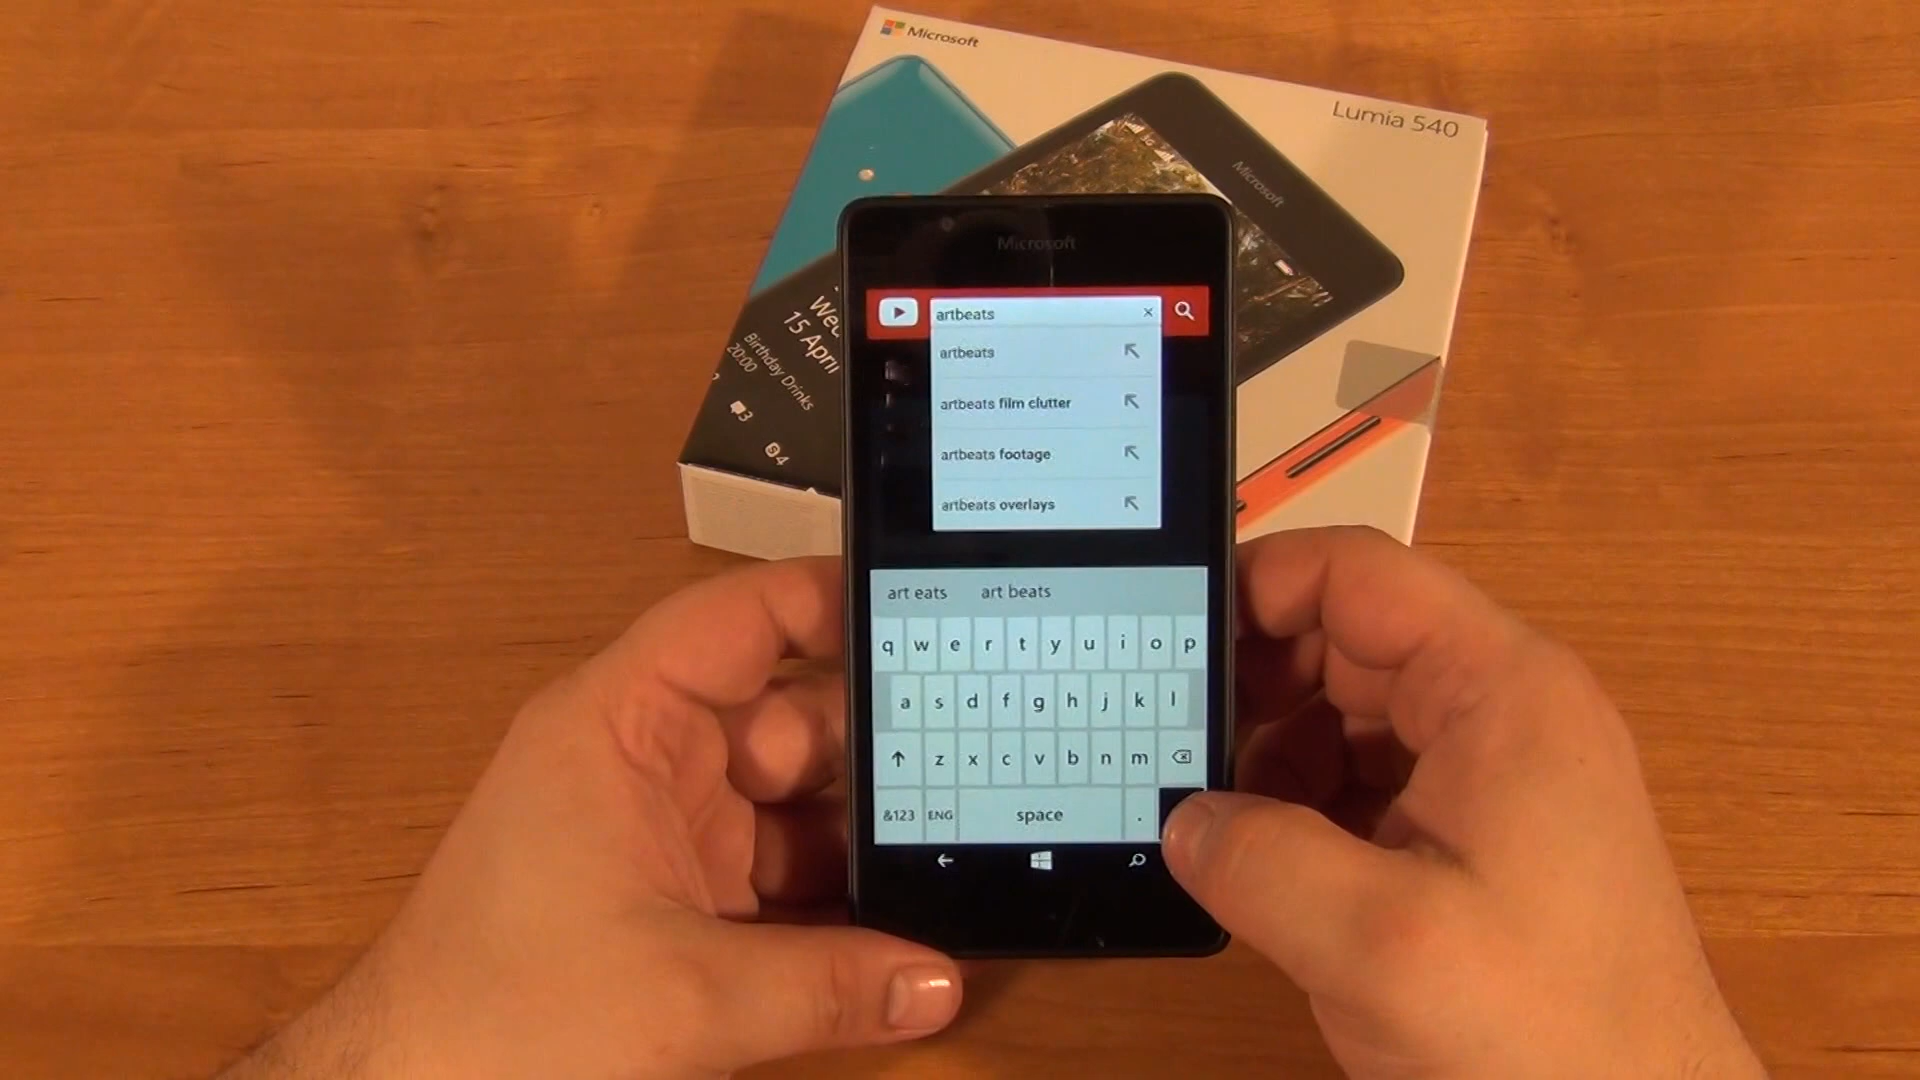 Microsoft
Lumia 540
Microsoft
Wed
15 April
Birthday Drinks
20:00
3
4
Microsoft
artbeats
artbeats
artbeats film clutter
artbeats footage
artbeats overlays
art eats art beats
q w e r t y u i o p
a s d f g h j k l
z x c v b n m
&123 ENG space .